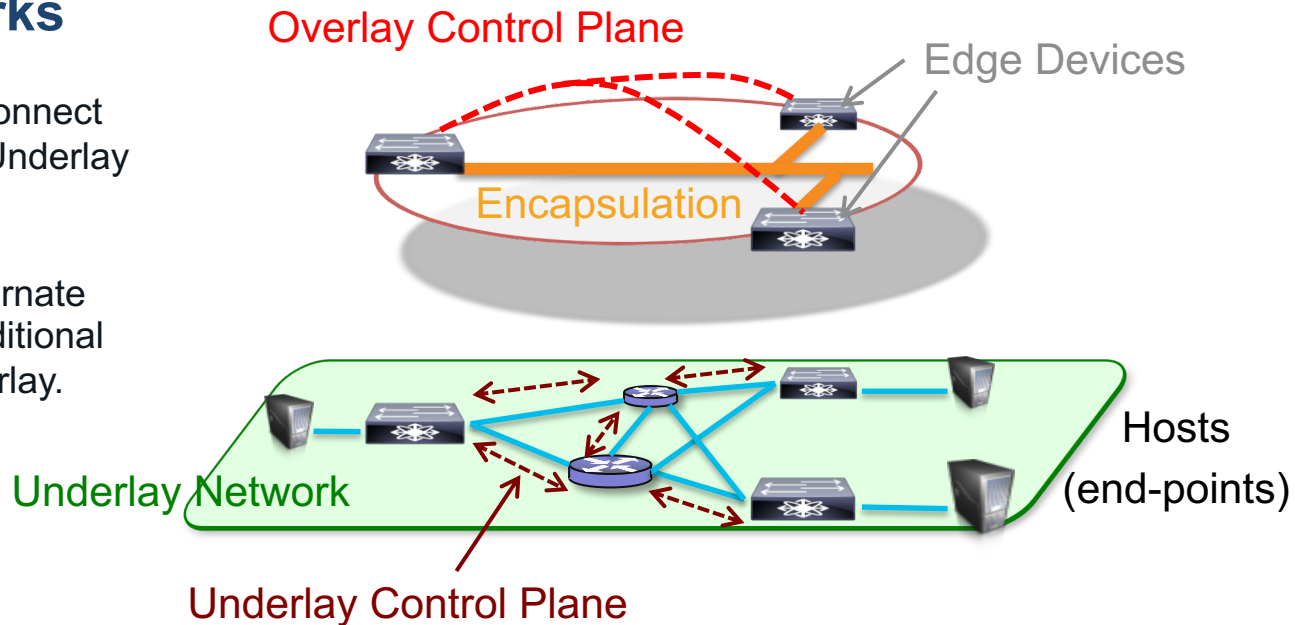 rks
Overlay Control Plane
Edge Devices
onnect
Underlay
Encapsulation
rnate
ditional
rlay.
Hosts
(end-points)
Underlay Network
Underlay Control Plane